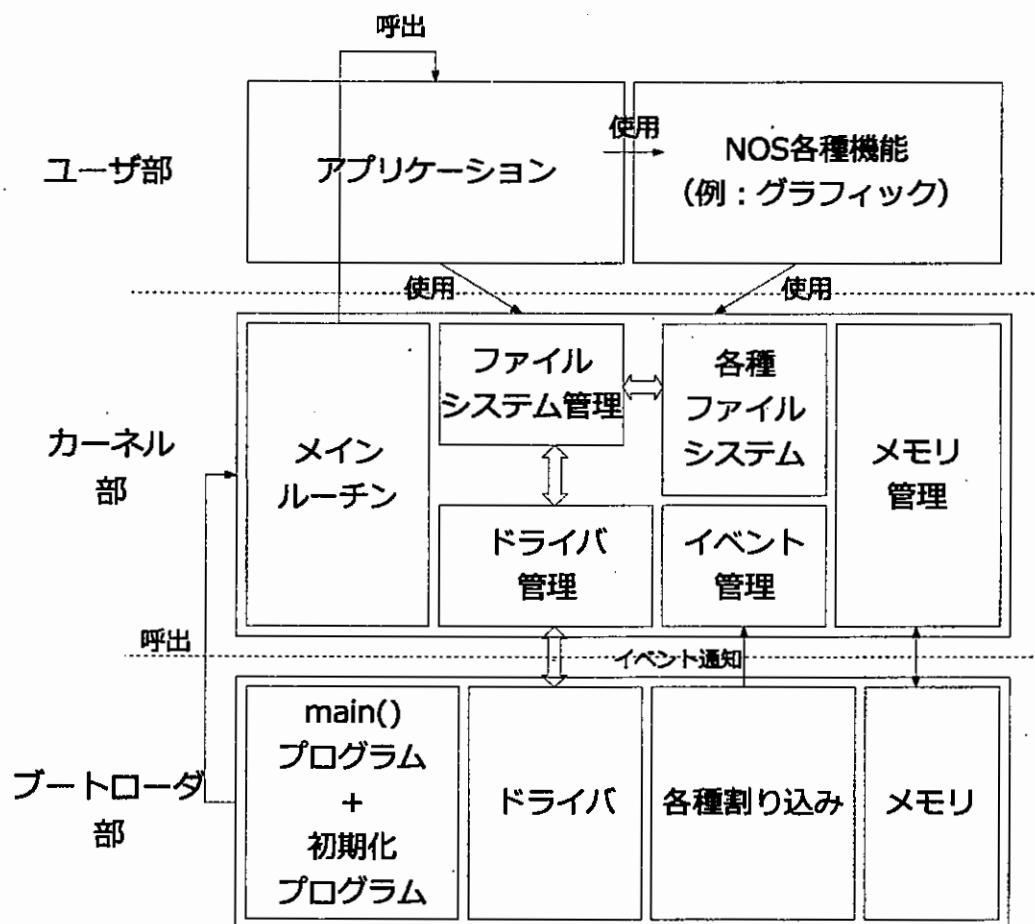 呼出
ユーザ部
アプリケーション
使用
NOS各種機能
(例：グラフィック)
使用
使用
カーネル
部
メイン
ルーチン
ファイル
システム管理
各種
ファイル
システム
メモリ
管理
ドライバ
管理
イベント
管理
呼出
イベント通知
ブートローダ
部
main()
プログラム
+
初期化
プログラム
ドライバ
各種割り込み
メモリ